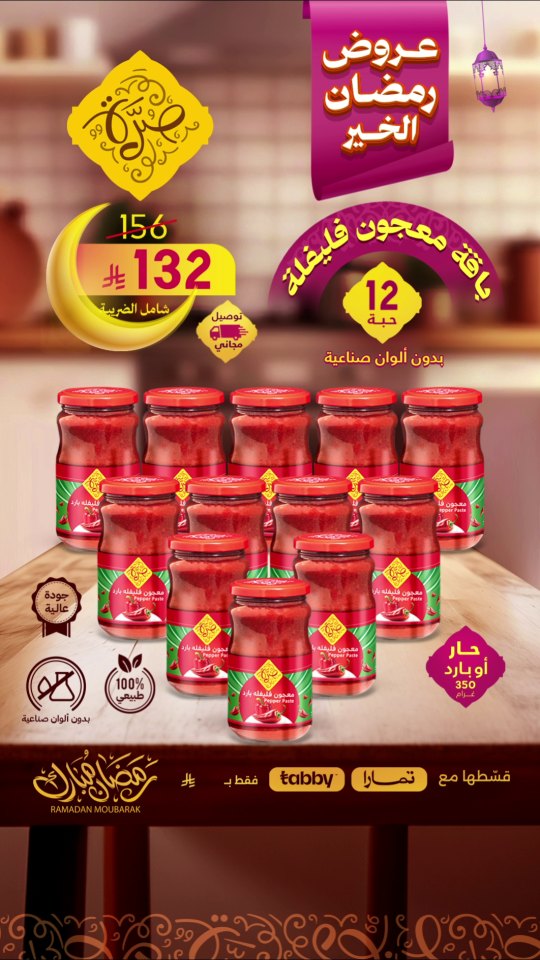 عروض
رمضان
الخير
صُرّة
156
132
شامل الضريبة
توصيل
مجاني
باقة معجون فليفلة
12
حبة
بدون ألوان صناعية
معجون فليفله بارد
Pepper Paste
جودة
عالية
100%
طبيعي
بدون ألوان صناعية
حار
أو بارد
350
غرام
قسّطها مع تمارا tabby فقط بـ
رمضان مبارك
RAMADAN MOUBARAK